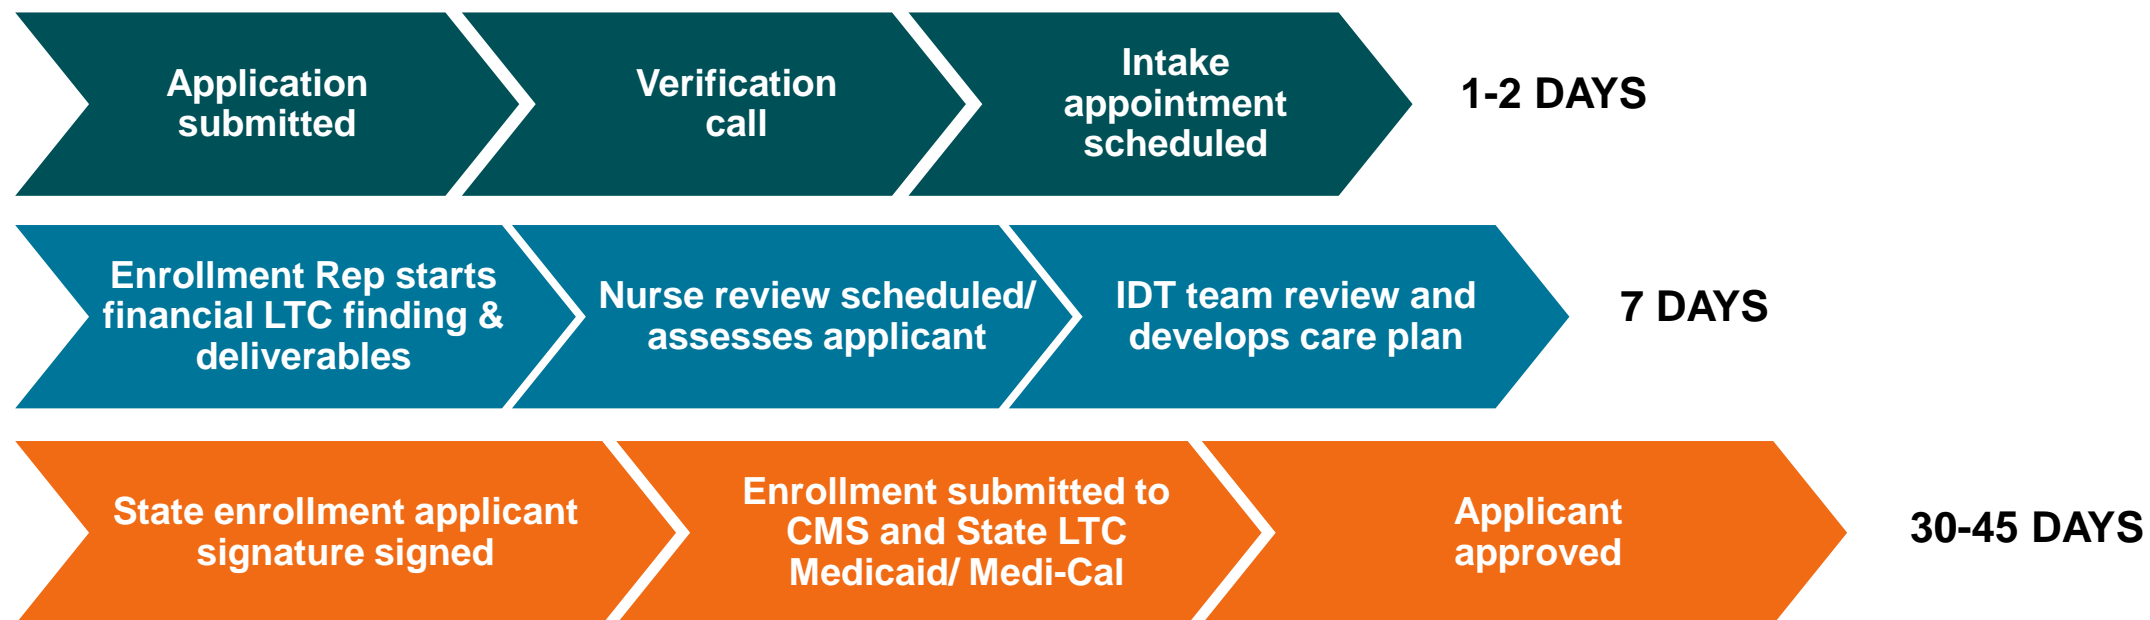 Application
submitted
Verification
call
Intake
appointment
scheduled
1-2 DAYS
Enrollment Rep starts
financial LTC finding &
deliverables
Nurse review scheduled/
assesses applicant
IDT team review and
develops care plan
7 DAYS
State enrollment applicant
signature signed
Enrollment submitted to
CMS and State LTC
Medicaid/ Medi-Cal
Applicant
approved
30-45 DAYS